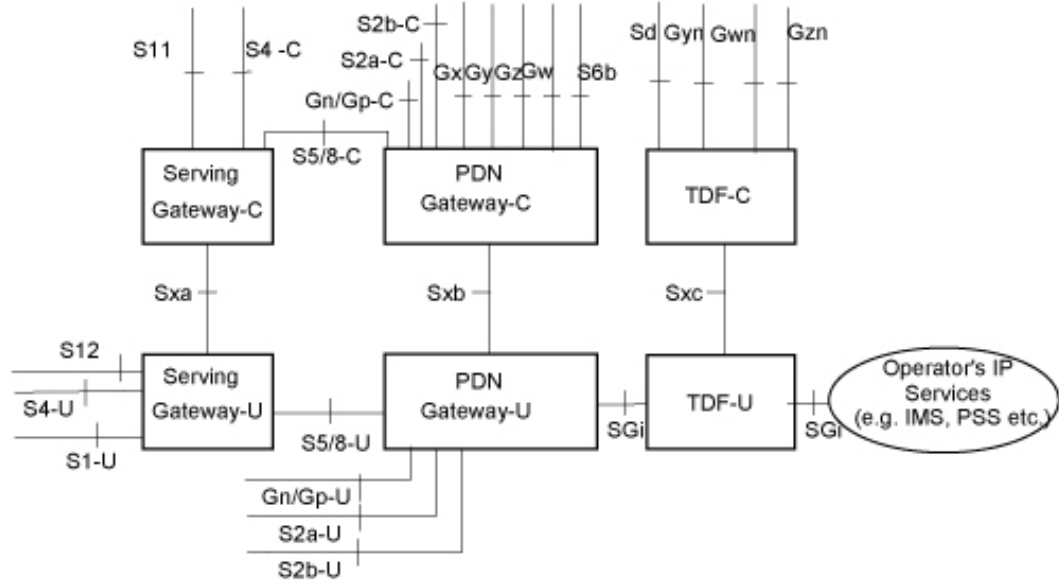 S2b-C
S11
S4 -C
S2a-C
Gx
Gy
Gz
Gw
S6b
Sd
Gyn
Gwn
Gzn
Gn/Gp-C
S5/8-C
Serving
Gateway-C
PDN
Gateway-C
TDF-C
Sxa
Sxb
Sxc
S12
S4-U
S1-U
Serving
Gateway-U
S5/8-U
PDN
Gateway-U
SGi
TDF-U
SGi
Operator's IP
Services
(e.g. IMS, PSS etc.)
Gn/Gp-U
S2a-U
S2b-U